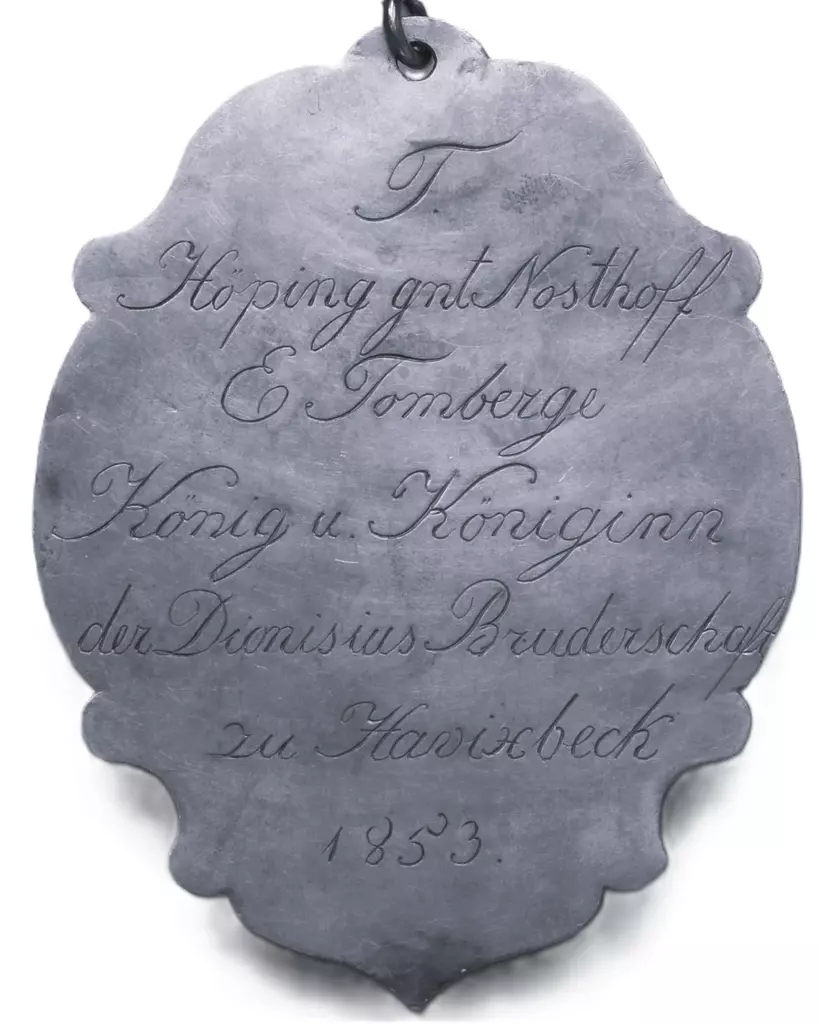 T.
Höping gnt Nosthoff
E Tomberge
König u. Königinn
der Dionisius Bruderschaft
zu Havixbeck
1853.